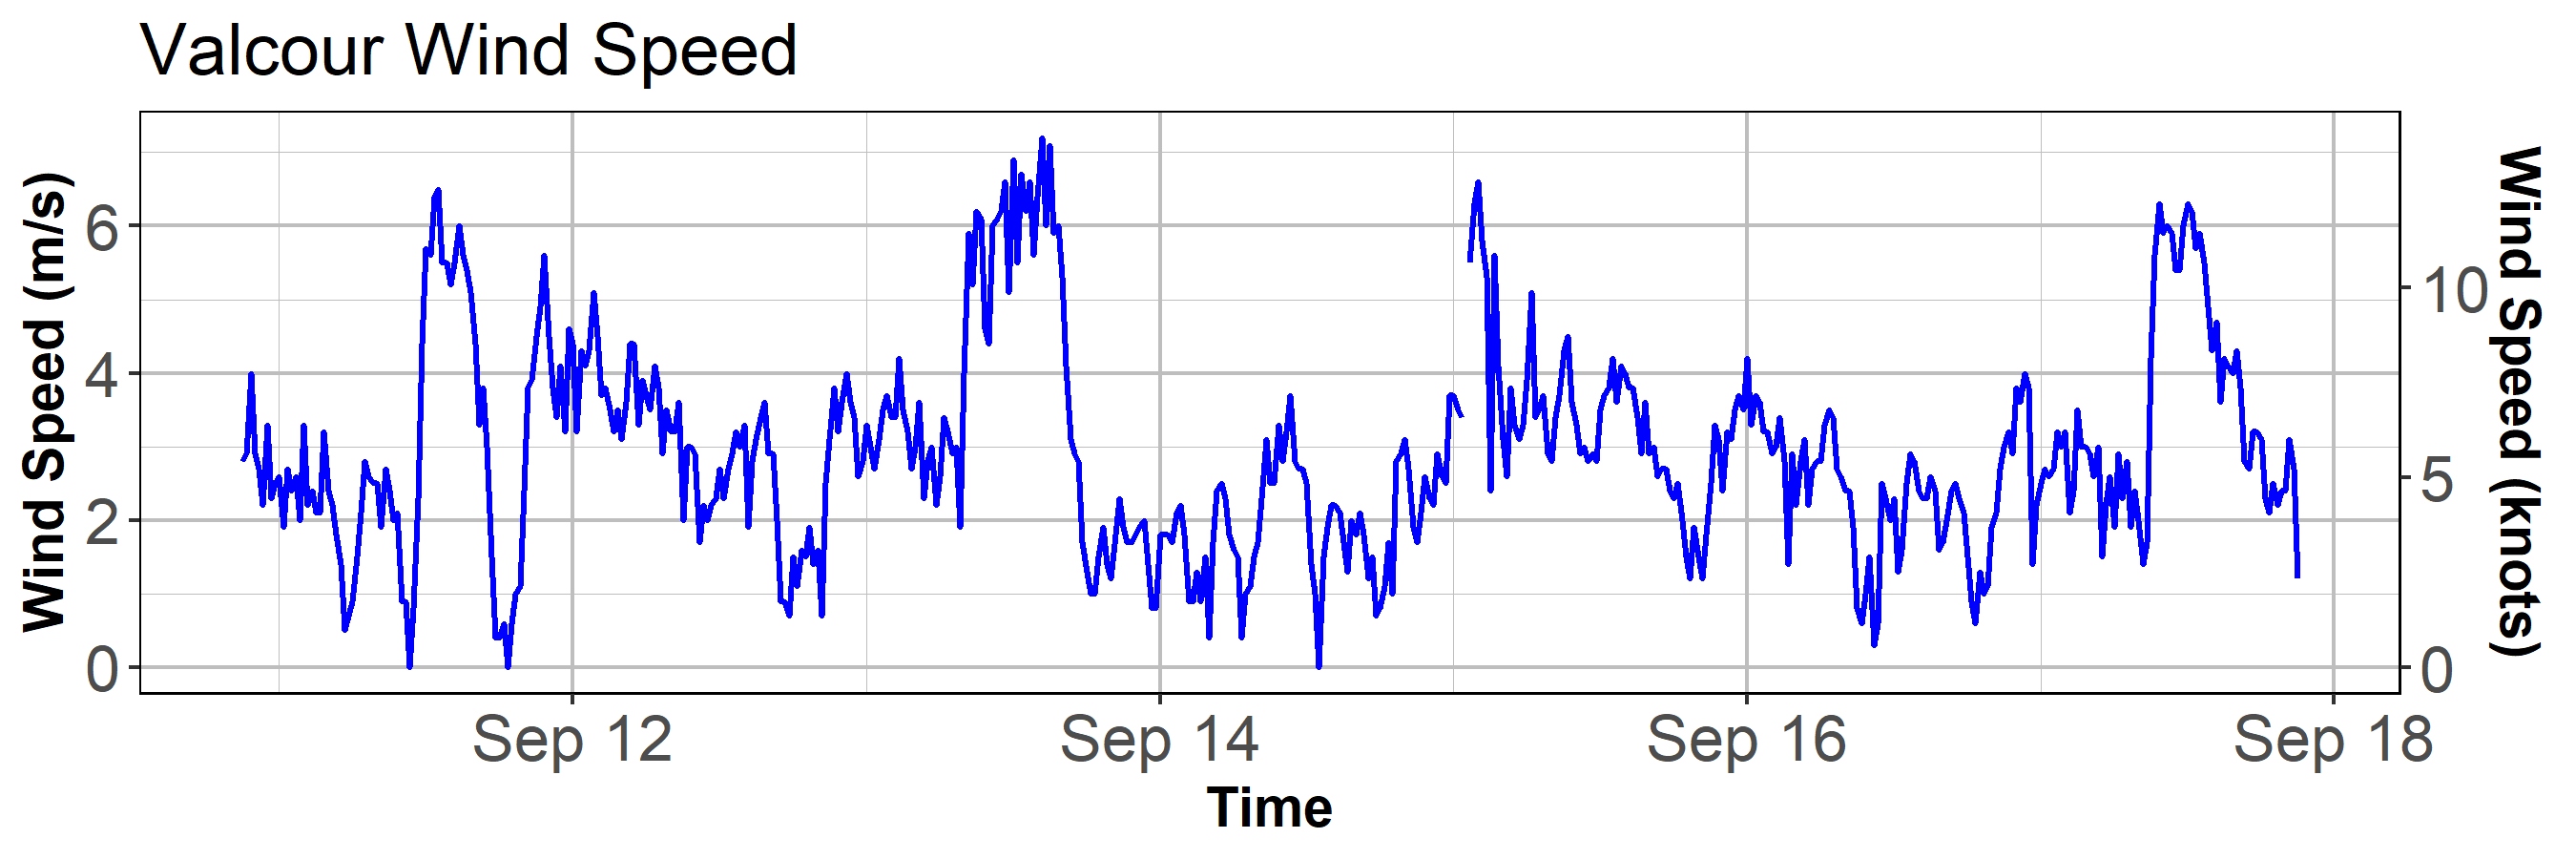 Valcour Wind Speed
Wind Speed (m/s)
6
4
2
0
10
5
0
Wind Speed (knots)
Sep 12
Sep 14
Sep 16
Sep 18
Time